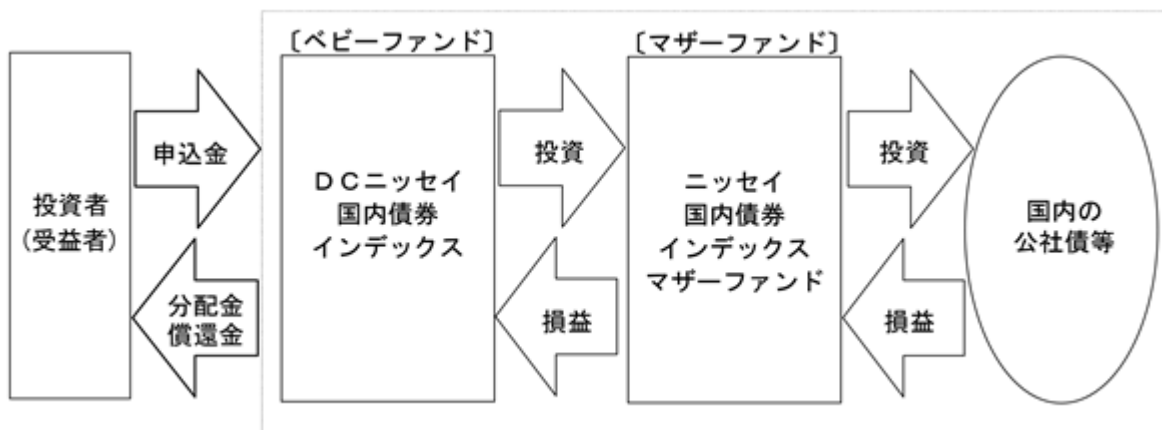 〔ベビーファンド〕
〔マザーファンド〕
投資者
(受益者)
申込金
分配金
償還金
ＤＣニッセイ
国内債券
インデックス
投資
損益
ニッセイ
国内債券
インデックス
マザーファンド
投資
損益
国内の
公社債等